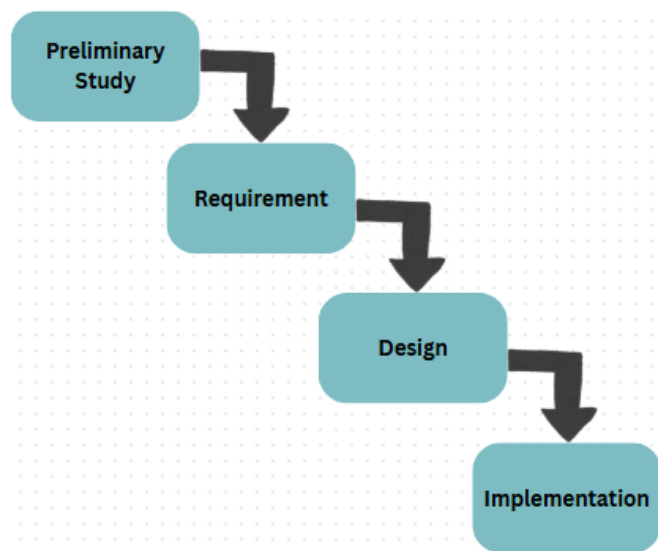 Preliminary
Study
Requirement
Design
Implementation